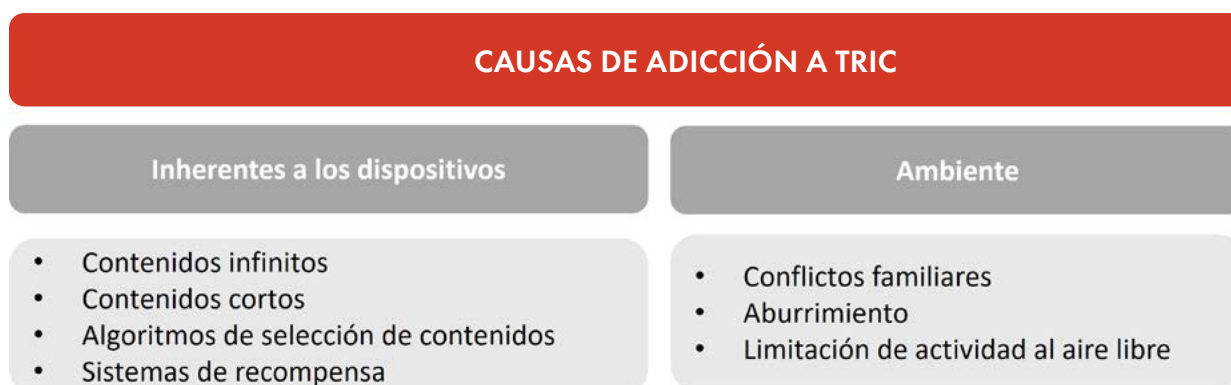 CAUSAS DE ADICCIÓN A TRIC
Inherentes a los dispositivos
• Contenidos infinitos
• Contenidos cortos
• Algoritmos de selección de contenidos
• Sistemas de recompensa
Ambiente
• Conflictos familiares
• Aburrimiento
• Limitación de actividad al aire libre